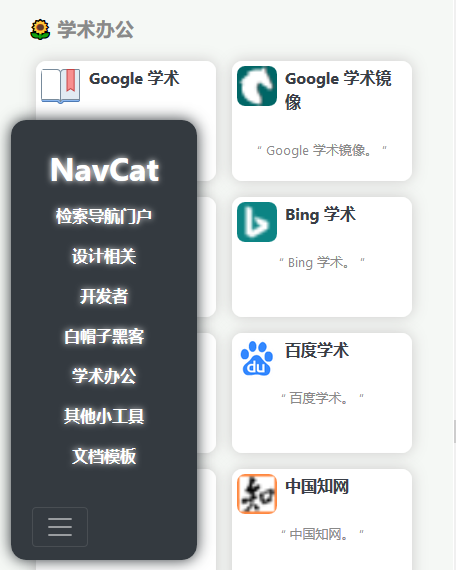 学术办公
Google 学术
Google 学术镜
像
“ Google 学术镜像。 ”
NavCat
检索导航门户
设计相关
开发者
白帽子黑客
学术办公
其他小工具
文档模板
Bing 学术
“ Bing 学术。 ”
du
百度学术
“ 百度学术。 ”
知
中国知网
“ 中国知网。 ”